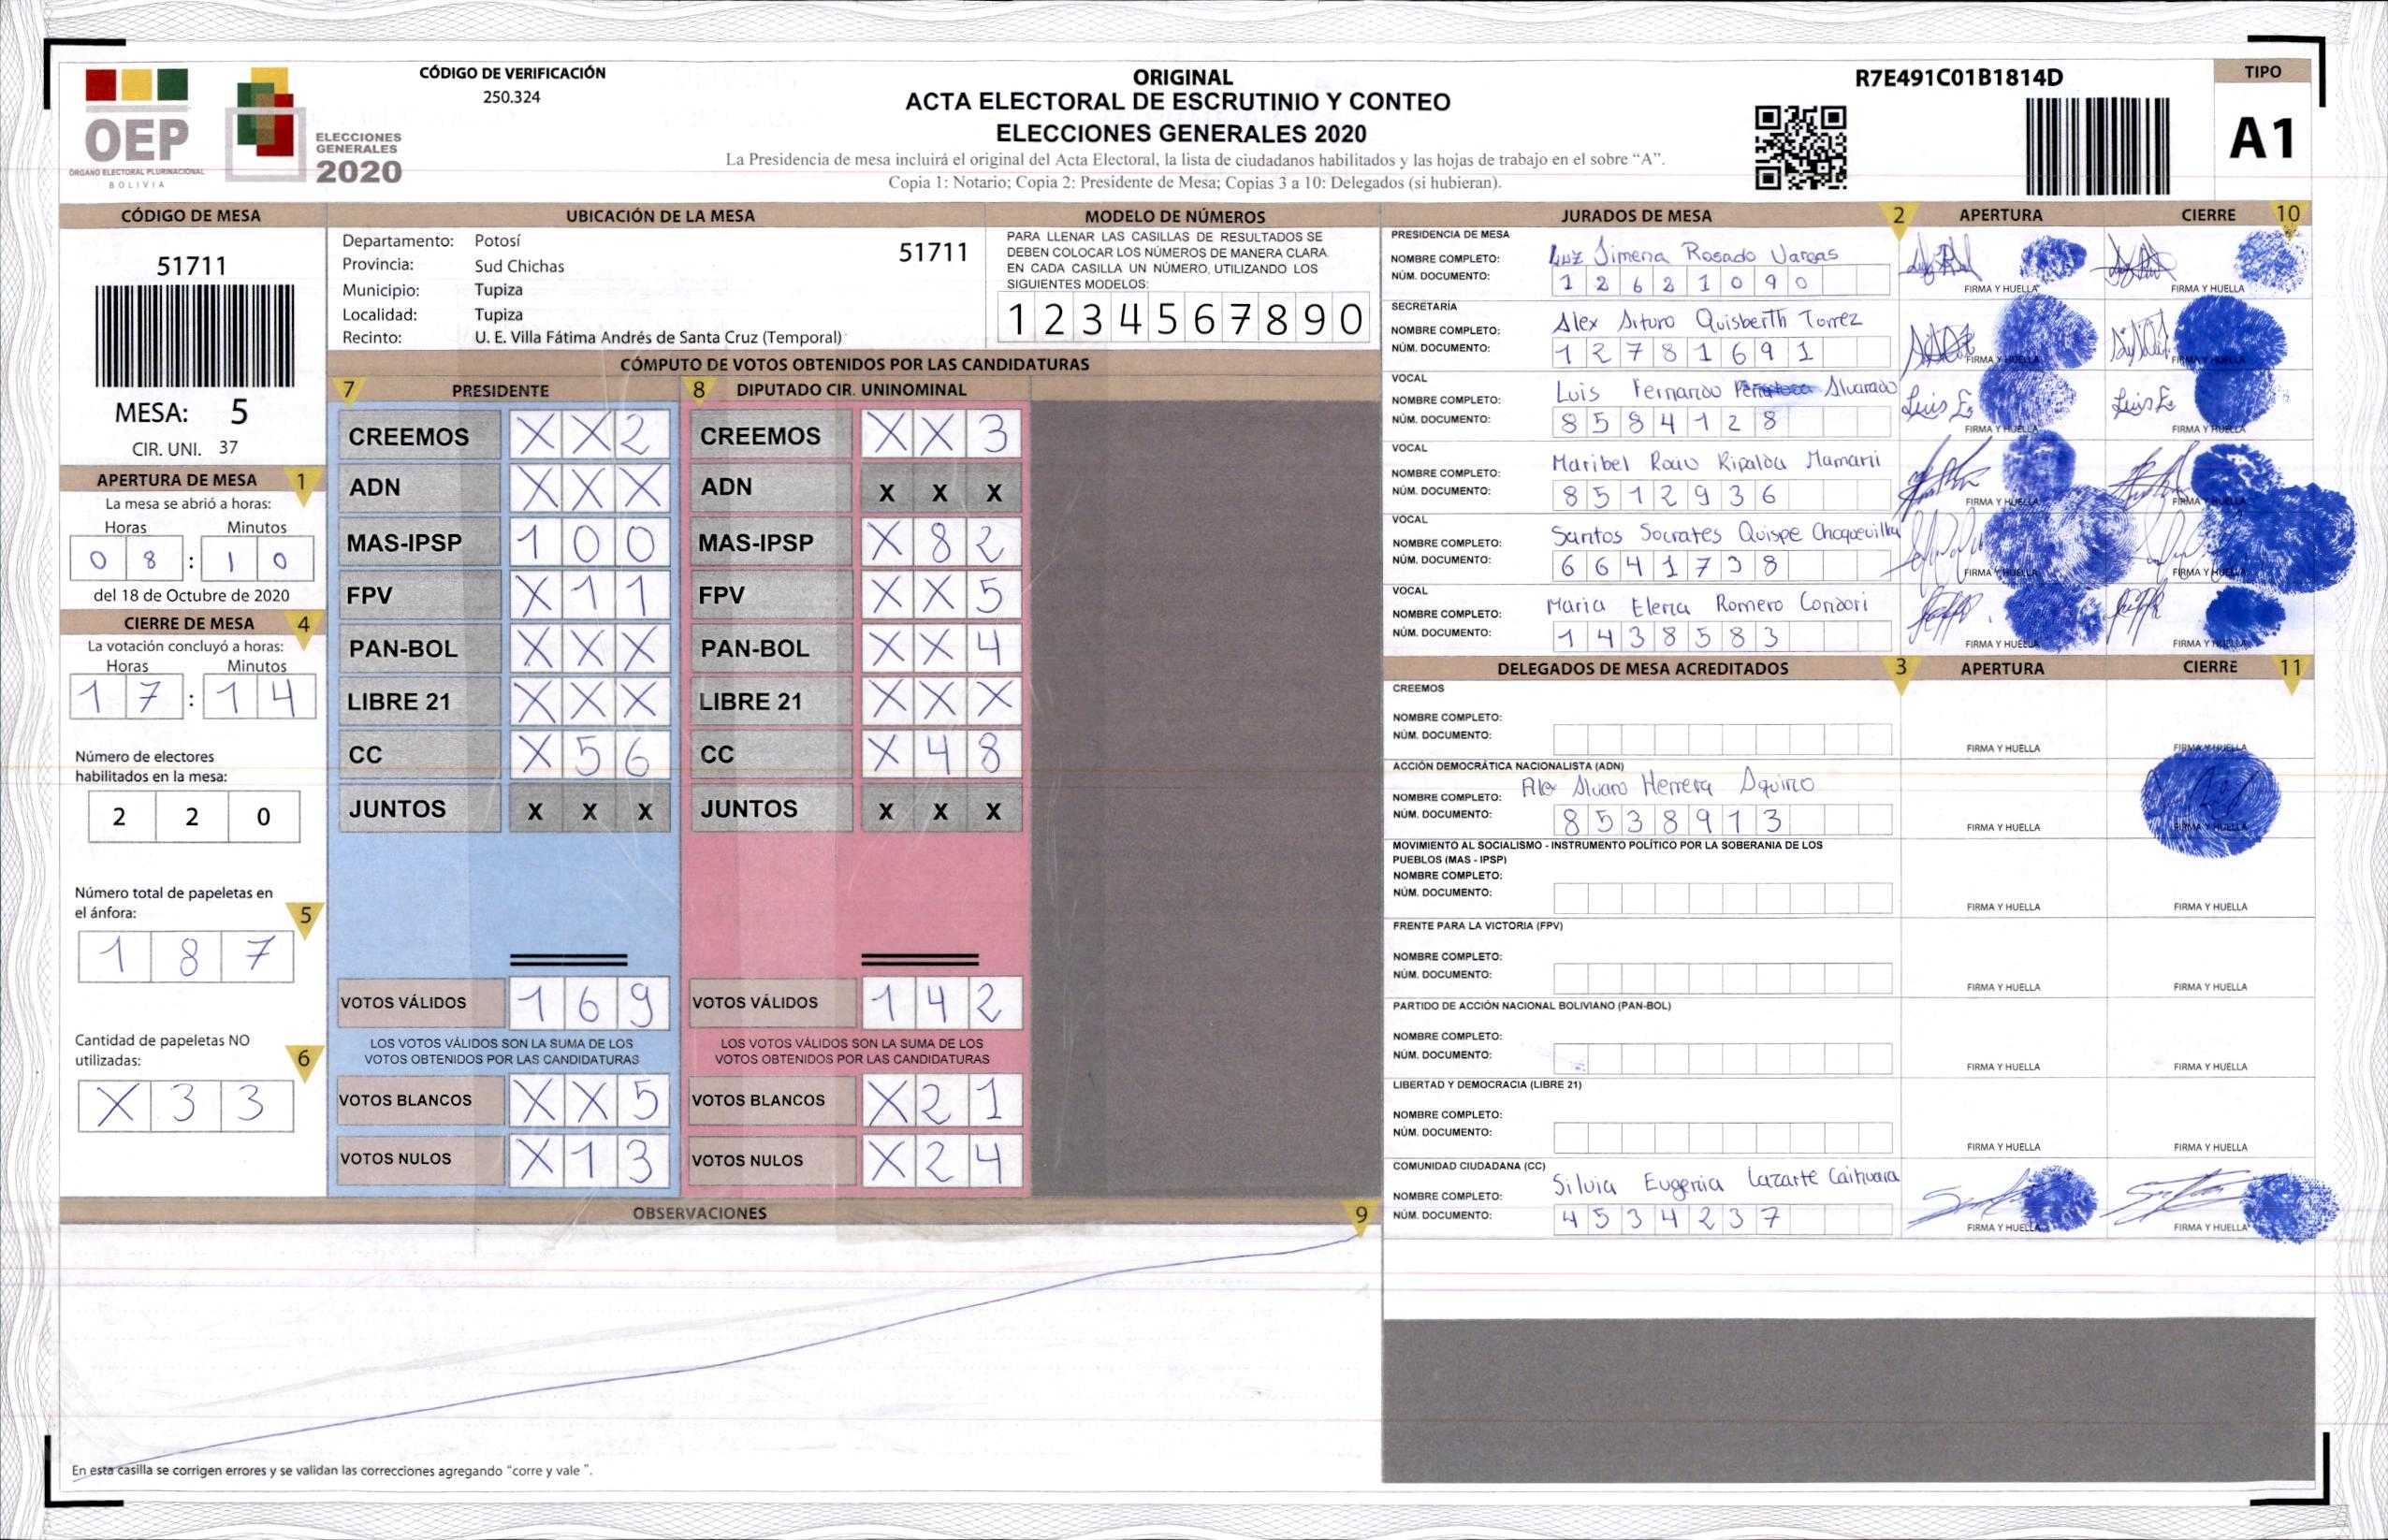 CÓDIGO DE VERIFICACIÓN
250.324
ORIGINAL
ACTA ELECTORAL DE ESCRUTINIO Y CONTEO
ELECCIONES GENERALES 2020
La Presidencia de mesa incluirá el original del Acta Electoral, la lista de ciudadanos habilitados y las hojas de trabajo en el sobre “A”.
Copia 1: Notario; Copia 2: Presidente de Mesa; Copias 3 a 10: Delegados (si hubieran).
R7E491C01B1814D
TIPO
A1
OEP
ÓRGANO ELECTORAL PLURINACIONAL
BOLIVIA
ELECCIONES
GENERALES
2020
CÓDIGO DE MESA
51711
MESA: 5
CIR. UNI. 37
APERTURA DE MESA 1
La mesa se abrió a horas:
Horas Minutos
0 8 : 1 0
del 18 de Octubre de 2020
CIERRE DE MESA 4
La votación concluyó a horas:
Horas Minutos
1 7 : 1 4
Número de electores
habilitados en la mesa:
2 2 0
Número total de papeletas en
el ánfora: 5
1 8 7
Cantidad de papeletas NO
utilizadas: 6
X 3 3
UBICACIÓN DE LA MESA
Departamento: Potosí 51711
Provincia: Sud Chichas
Municipio: Tupiza
Localidad: Tupiza
Recinto: U. E. Villa Fátima Andrés de Santa Cruz (Temporal)
MODELO DE NÚMEROS
PARA LLENAR LAS CASILLAS DE RESULTADOS SE
DEBEN COLOCAR LOS NÚMEROS DE MANERA CLARA.
EN CADA CASILLA UN NÚMERO, UTILIZANDO LOS
SIGUIENTES MODELOS:
1 2 3 4 5 6 7 8 9 0
CÓMPUTO DE VOTOS OBTENIDOS POR LAS CANDIDATURAS
7 PRESIDENTE
CREEMOS X X 2
ADN X X X
MAS-IPSP 1 0 0
FPV X 1 1
PAN-BOL X X X
LIBRE 21 X X X
CC X 5 6
JUNTOS X X X
VOTOS VÁLIDOS 1 6 9
LOS VOTOS VÁLIDOS SON LA SUMA DE LOS
VOTOS OBTENIDOS POR LAS CANDIDATURAS
VOTOS BLANCOS X X 5
VOTOS NULOS X 1 3
8 DIPUTADO CIR. UNINOMINAL
CREEMOS X X 3
ADN X X X
MAS-IPSP X 8 2
FPV X X 5
PAN-BOL X X 4
LIBRE 21 X X X
CC X 4 8
JUNTOS X X X
VOTOS VÁLIDOS 1 4 2
LOS VOTOS VÁLIDOS SON LA SUMA DE LOS
VOTOS OBTENIDOS POR LAS CANDIDATURAS
VOTOS BLANCOS X 2 1
VOTOS NULOS X 2 4
OBSERVACIONES 9
En esta casilla se corrigen errores y se validan las correcciones agregando “corre y vale ”.
JURADOS DE MESA 2 APERTURA CIERRE 10
PRESIDENCIA DE MESA
NOMBRE COMPLETO: Luz Jimena Rosado Vargas
NÚM. DOCUMENTO: 1 2 6 2 1 0 9 0
FIRMA Y HUELLA FIRMA Y HUELLA
SECRETARÍA
NOMBRE COMPLETO: Alex Arturo Quisberth Torrez
NÚM. DOCUMENTO: 1 2 7 8 1 6 9 1
FIRMA Y HUELLA FIRMA Y HUELLA
VOCAL
NOMBRE COMPLETO: Luis Fernando Alvarado
NÚM. DOCUMENTO: 8 5 8 4 1 2 8
Luis F. Luis F.
FIRMA Y HUELLA FIRMA Y HUELLA
VOCAL
NOMBRE COMPLETO: Maribel Rocio Ripalda Mamani
NÚM. DOCUMENTO: 8 5 1 2 9 3 6
FIRMA Y HUELLA FIRMA Y HUELLA
VOCAL
NOMBRE COMPLETO: Santos Socrates Quispe Choquevillca
NÚM. DOCUMENTO: 6 6 4 1 7 3 8
FIRMA Y HUELLA FIRMA Y HUELLA
VOCAL
NOMBRE COMPLETO: Maria Elena Romero Condori
NÚM. DOCUMENTO: 1 4 3 8 5 8 3
FIRMA Y HUELLA FIRMA Y HUELLA
DELEGADOS DE MESA ACREDITADOS 3 APERTURA CIERRE 11
CREEMOS
NOMBRE COMPLETO:
NÚM. DOCUMENTO:
FIRMA Y HUELLA FIRMA Y HUELLA
ACCIÓN DEMOCRÁTICA NACIONALISTA (ADN)
NOMBRE COMPLETO: Alex Alvaro Herrera Aquino
NÚM. DOCUMENTO: 8 5 3 8 9 1 3
FIRMA Y HUELLA FIRMA Y HUELLA
MOVIMIENTO AL SOCIALISMO - INSTRUMENTO POLÍTICO POR LA SOBERANIA DE LOS
PUEBLOS (MAS - IPSP)
NOMBRE COMPLETO:
NÚM. DOCUMENTO:
FIRMA Y HUELLA FIRMA Y HUELLA
FRENTE PARA LA VICTORIA (FPV)
NOMBRE COMPLETO:
NÚM. DOCUMENTO:
FIRMA Y HUELLA FIRMA Y HUELLA
PARTIDO DE ACCIÓN NACIONAL BOLIVIANO (PAN-BOL)
NOMBRE COMPLETO:
NÚM. DOCUMENTO:
FIRMA Y HUELLA FIRMA Y HUELLA
LIBERTAD Y DEMOCRACIA (LIBRE 21)
NOMBRE COMPLETO:
NÚM. DOCUMENTO:
FIRMA Y HUELLA FIRMA Y HUELLA
COMUNIDAD CIUDADANA (CC)
NOMBRE COMPLETO: Silvia Eugenia Lazarte Caihuara
NÚM. DOCUMENTO: 4 5 3 4 2 3 7
FIRMA Y HUELLA FIRMA Y HUELLA